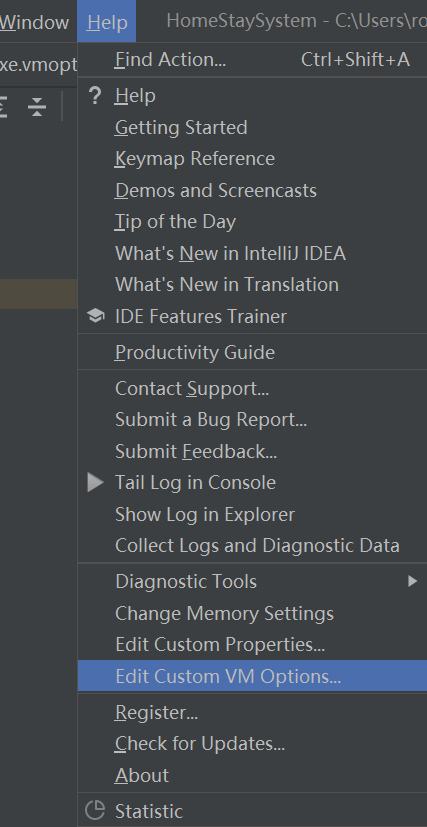 Window Help HomeStaySystem - C:\Users\ro
xe.vmopt
Find Action... Ctrl+Shift+A
? Help
Getting Started
Keymap Reference
Demos and Screencasts
Tip of the Day
What's New in IntelliJ IDEA
What's New in Translation
IDE Features Trainer
Productivity Guide
Contact Support...
Submit a Bug Report...
Submit Feedback...
Tail Log in Console
Show Log in Explorer
Collect Logs and Diagnostic Data
Diagnostic Tools
Change Memory Settings
Edit Custom Properties...
Edit Custom VM Options...
Register...
Check for Updates...
About
Statistic